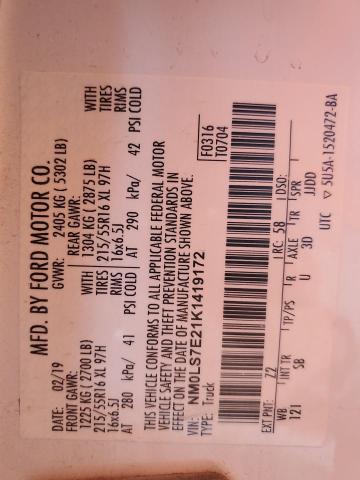 MFD. BY FORD MOTOR CO.
DATE: 02/19 GVWR: 2405 KG ( 5302 LB)
FRONT GAWR: REAR GAWR:
1225 KG ( 2700 LB) 1304 KG ( 2875 LB) WITH
215/55R16 XL 97H 215/55R16 XL 97H TIRES
16x6.5J 16x6.5J RIMS
AT 280 kPa/ 41 PSI COLD AT 290 kPa/ 42 PSI COLD
WITH
TIRES
RIMS
THIS VEHICLE CONFORMS TO ALL APPLICABLE FEDERAL MOTOR
VEHICLE SAFETY AND THEFT PREVENTION STANDARDS IN
EFFECT ON THE DATE OF MANUFACTURE SHOWN ABOVE.
VIN: NM0LS7E21K1419172
TYPE: Truck
F0316
T0704
EXT PNT: 72 RC: 58 DSO:
WB INT TR TP/PS R AXLE TR SPR
121 SB U 3D JJDD
UTC ▽ 5U5A-1520472-BA